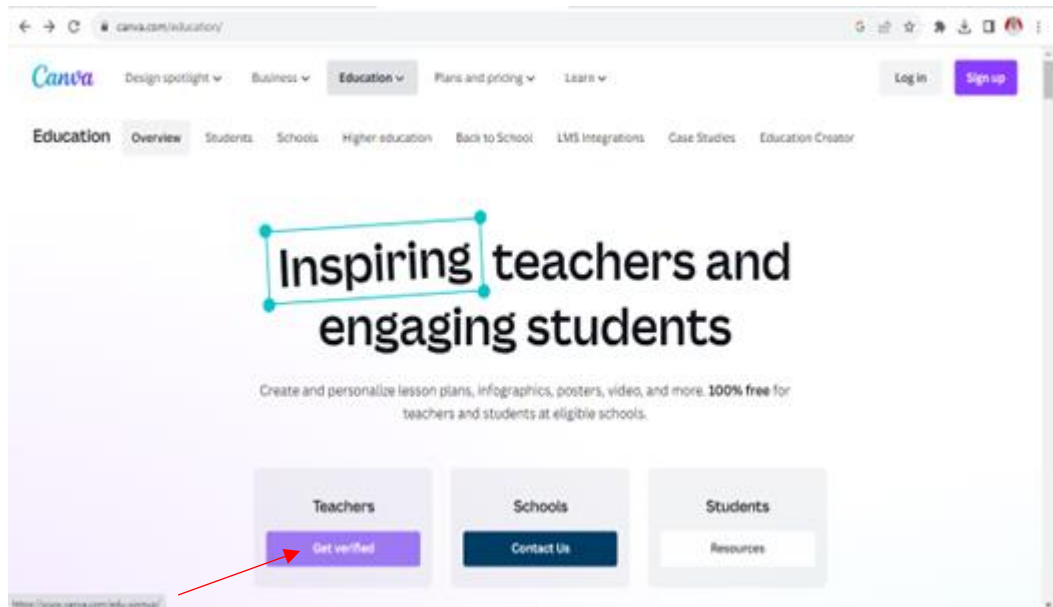 canva.com/education/
Canva Design spotlight Business Education Plans and pricing Learn Log in Sign up
Education Overview Students Schools Higher education Back to School LMS Integrations Case Studies Education Creator
Inspiring teachers and
engaging students
Create and personalize lesson plans, infographics, posters, video, and more. 100% free for
teachers and students at eligible schools.
Teachers Schools Students
Get verified Contact Us Resources